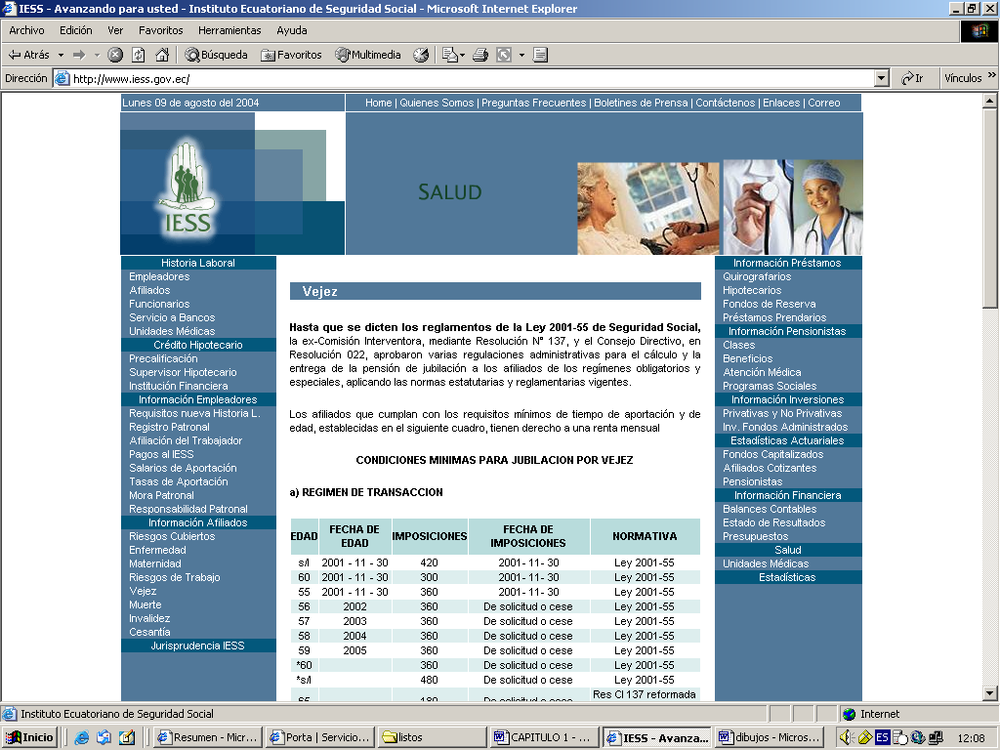 IESS - Avanzando para usted - Instituto Ecuatoriano de Seguridad Social - Microsoft Internet Explorer
Archivo Edición Ver Favoritos Herramientas Ayuda
Atrás Búsqueda Favoritos Multimedia
Dirección http://www.iess.gov.ec/ Ir Vínculos »
Lunes 09 de agosto del 2004
Home | Quienes Somos | Preguntas Frecuentes | Boletines de Prensa | Contáctenos | Enlaces | Correo
IESS
SALUD
Historia Laboral
Empleadores
Afiliados
Funcionarios
Servicio a Bancos
Unidades Médicas
Crédito Hipotecario
Precalificación
Supervisor Hipotecario
Institución Financiera
Información Empleadores
Requisitos nueva Historia L.
Registro Patronal
Afiliación del Trabajador
Pagos al IESS
Salarios de Aportación
Tasas de Aportación
Mora Patronal
Responsabilidad Patronal
Información Afiliados
Riesgos Cubiertos
Enfermedad
Maternidad
Riesgos de Trabajo
Vejez
Muerte
Invalidez
Cesantía
Jurisprudencia IESS
Vejez
Hasta que se dicten los reglamentos de la Ley 2001-55 de Seguridad Social,
la ex-Comisión Interventora, mediante Resolución N° 137, y el Consejo Directivo, en
Resolución 022, aprobaron varias regulaciones administrativas para el cálculo y la
entrega de la pensión de jubilación a los afiliados de los regímenes obligatorios y
especiales, aplicando las normas estatutarias y reglamentarias vigentes.
Los afiliados que cumplan con los requisitos mínimos de tiempo de aportación y de
edad, establecidas en el siguiente cuadro, tienen derecho a una renta mensual
CONDICIONES MINIMAS PARA JUBILACION POR VEJEZ
a) REGIMEN DE TRANSACCION
EDAD FECHA DE EDAD IMPOSICIONES FECHA DE IMPOSICIONES NORMATIVA
s/l 2001 - 11 - 30 420 2001- 11- 30 Ley 2001-55
60 2001 - 11 - 30 300 2001- 11- 30 Ley 2001-55
55 2001 - 11 - 30 360 2001- 11- 30 Ley 2001-55
56 2002 360 De solicitud o cese Ley 2001-55
57 2003 360 De solicitud o cese Ley 2001-55
58 2004 360 De solicitud o cese Ley 2001-55
59 2005 360 De solicitud o cese Ley 2001-55
*60 360 De solicitud o cese Ley 2001-55
*s/l 480 De solicitud o cese Ley 2001-55
65 180 De solicitud o cese Res CI 137 reformada
Información Préstamos
Quirografarios
Hipotecarios
Fondos de Reserva
Préstamos Prendarios
Información Pensionistas
Clases
Beneficios
Atención Médica
Programas Sociales
Información Inversiones
Privativas y No Privativas
Inv. Fondos Administrados
Estadísticas Actuariales
Fondos Capitalizados
Afiliados Cotizantes
Pensionistas
Información Financiera
Balances Contables
Estado de Resultados
Presupuestos
Salud
Unidades Médicas
Estadísticas
Instituto Ecuatoriano de Seguridad Social Internet
Inicio Resumen - Micr... Porta | Servicio... listos CAPITULO 1 - ... IESS - Avanza... dibujos - Micros... ES 12:08